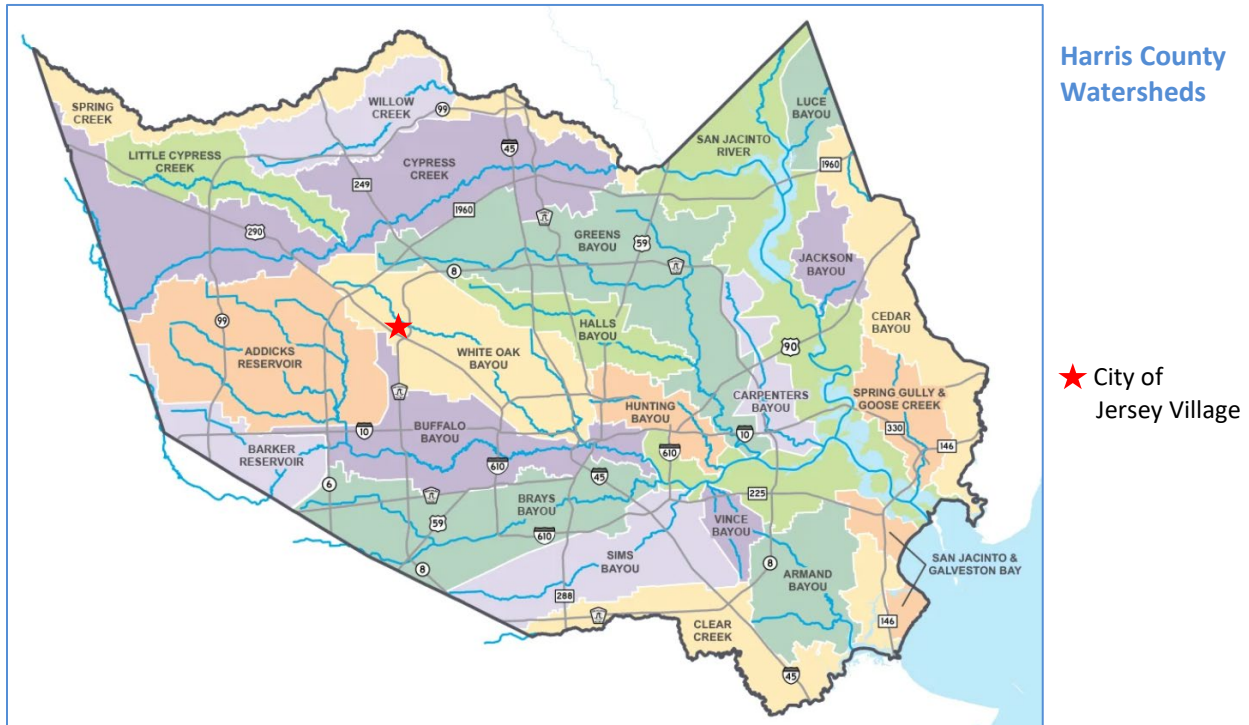 Harris County
Watersheds
SPRING
CREEK
WILLOW
CREEK
99
LUCE
BAYOU
SAN JACINTO
RIVER
LITTLE CYPRESS
CREEK
CYPRESS
CREEK
45
1960
249
1960
290
GREENS
BAYOU
59
8
JACKSON
BAYOU
99
CEDAR
BAYOU
HALLS
BAYOU
90
ADDICKS
RESERVOIR
WHITE OAK
BAYOU
City of
Jersey Village
CARPENTERS
BAYOU
SPRING GULLY &
GOOSE CREEK
HUNTING
BAYOU
BUFFALO
BAYOU
10
10
330
146
BARKER
RESERVOIR
610
610
6
45
225
BRAYS
BAYOU
59
610
VINCE
BAYOU
SIMS
BAYOU
SAN JACINTO &
GALVESTON BAY
8
8
ARMAND
BAYOU
288
146
CLEAR
CREEK
45